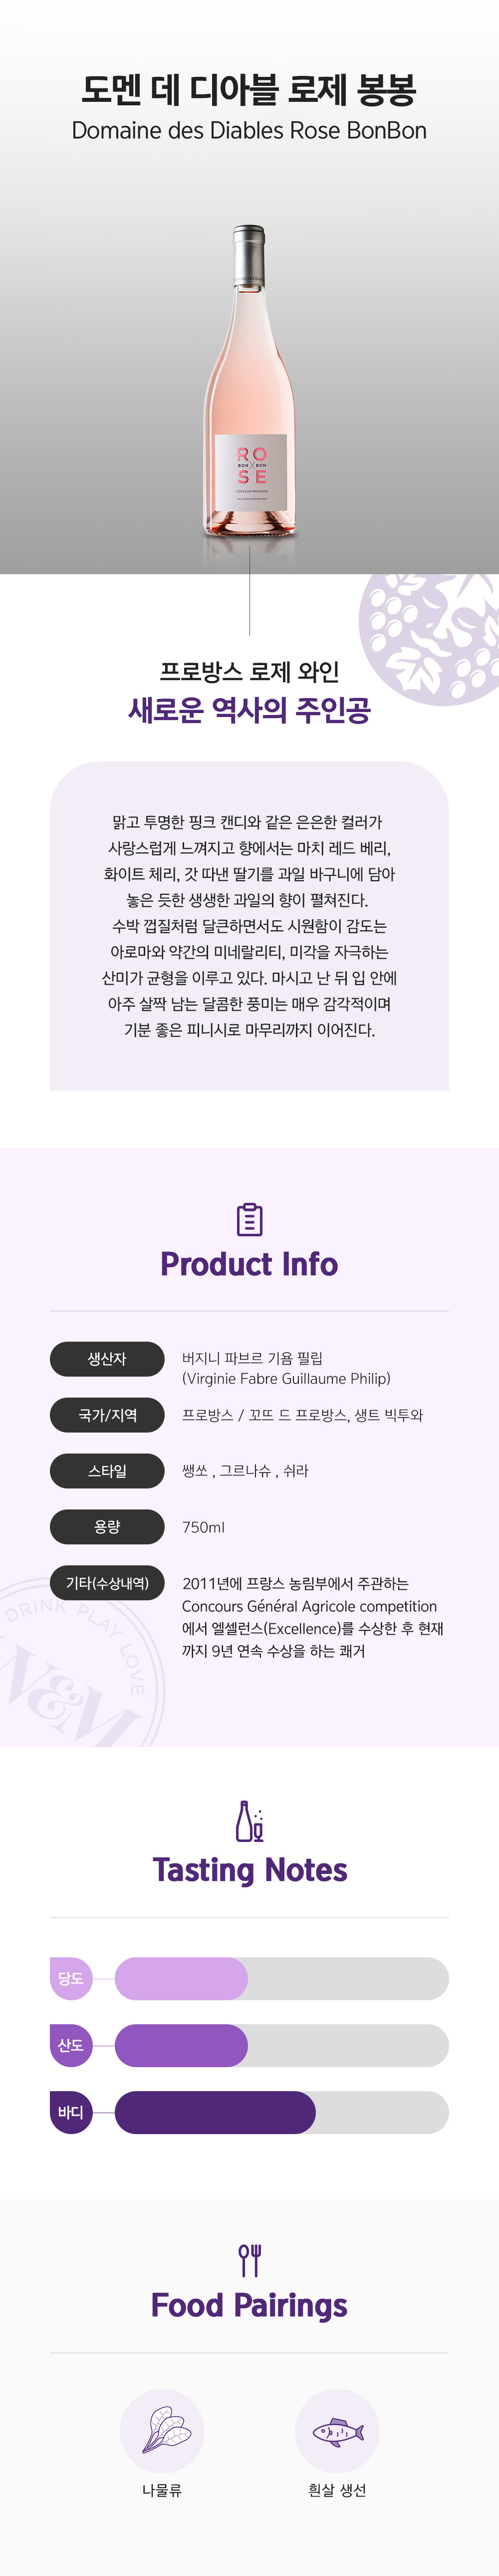 도멘 데 디아블 로제 봉봉
Domaine des Diables Rose BonBon
RO
BON BON
SE
CÔTES DE PROVENCE
프로방스 로제 와인
새로운 역사의 주인공
맑고 투명한 핑크 캔디와 같은 은은한 컬러가
사랑스럽게 느껴지고 향에서는 마치 레드 베리,
화이트 체리, 갓 따낸 딸기를 과일 바구니에 담아
놓은 듯한 생생한 과일의 향이 펼쳐진다.
수박 껍질처럼 달큰하면서도 시원함이 감도는
아로마와 약간의 미네랄리티, 미각을 자극하는
산미가 균형을 이루고 있다. 마시고 난 뒤 입 안에
아주 살짝 남는 달콤한 풍미는 매우 감각적이며
기분 좋은 피니시로 마무리까지 이어진다.
Product Info
생산자
버지니 파브르 기욤 필립
(Virginie Fabre Guillaume Philip)
국가/지역
프로방스 / 꼬뜨 드 프로방스, 생트 빅투와
스타일
쌩쏘 , 그르나슈 , 쉬라
용량
750ml
기타(수상내역)
2011년에 프랑스 농림부에서 주관하는
Concours Général Agricole competition
에서 엘셀런스(Excellence)를 수상한 후 현재
까지 9년 연속 수상을 하는 쾌거
DRINK PLAY LOVE
W&M
Tasting Notes
당도
산도
바디
Food Pairings
나물류
흰살 생선